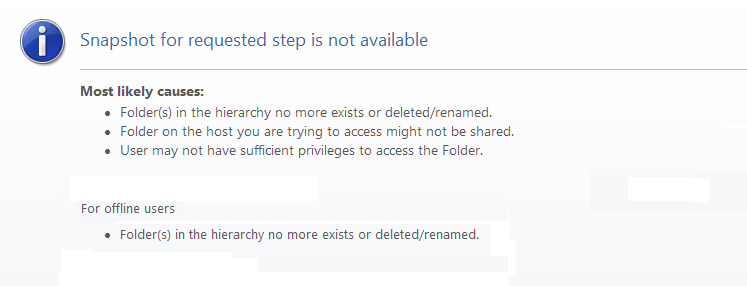 Snapshot for requested step is not available
Most likely causes:
• Folder(s) in the hierarchy no more exists or deleted/renamed.
• Folder on the host you are trying to access might not be shared.
• User may not have sufficient privileges to access the Folder.
For offline users
• Folder(s) in the hierarchy no more exists or deleted/renamed.